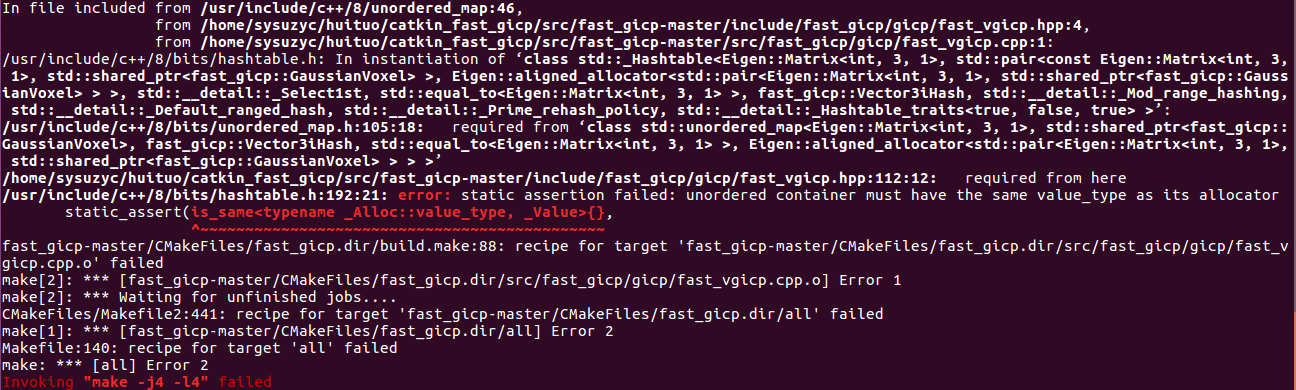 In file included from /usr/include/c++/8/unordered_map:46,
                 from /home/sysuzyc/huituo/catkin_fast_gicp/src/fast_gicp-master/include/fast_gicp/gicp/fast_vgicp.hpp:4,
                 from /home/sysuzyc/huituo/catkin_fast_gicp/src/fast_gicp-master/src/fast_gicp/gicp/fast_vgicp.cpp:1:
/usr/include/c++/8/bits/hashtable.h: In instantiation of ‘class std::_Hashtable<Eigen::Matrix<int, 3, 1>, std::pair<const Eigen::Matrix<int, 3,
 1>, std::shared_ptr<fast_gicp::GaussianVoxel> >, Eigen::aligned_allocator<std::pair<Eigen::Matrix<int, 3, 1>, std::shared_ptr<fast_gicp::Gauss
ianVoxel> > >, std::__detail::_Select1st, std::equal_to<Eigen::Matrix<int, 3, 1> >, fast_gicp::Vector3iHash, std::__detail::_Mod_range_hashing,
 std::__detail::_Default_ranged_hash, std::__detail::_Prime_rehash_policy, std::__detail::_Hashtable_traits<true, false, true> >’:
/usr/include/c++/8/bits/unordered_map.h:105:18:   required from ‘class std::unordered_map<Eigen::Matrix<int, 3, 1>, std::shared_ptr<fast_gicp::
GaussianVoxel>, fast_gicp::Vector3iHash, std::equal_to<Eigen::Matrix<int, 3, 1> >, Eigen::aligned_allocator<std::pair<Eigen::Matrix<int, 3, 1>,
 std::shared_ptr<fast_gicp::GaussianVoxel> > > >’
/home/sysuzyc/huituo/catkin_fast_gicp/src/fast_gicp-master/include/fast_gicp/gicp/fast_vgicp.hpp:112:12:   required from here
/usr/include/c++/8/bits/hashtable.h:192:21: error: static assertion failed: unordered container must have the same value_type as its allocator
       static_assert(is_same<typename _Alloc::value_type, _Value>{},
                     ^~~~~~~~~~~~~~~~~~~~~~~~~~~~~~~~~~~~~~~~~~~~~~
fast_gicp-master/CMakeFiles/fast_gicp.dir/build.make:88: recipe for target 'fast_gicp-master/CMakeFiles/fast_gicp.dir/src/fast_gicp/gicp/fast_v
gicp.cpp.o' failed
make[2]: *** [fast_gicp-master/CMakeFiles/fast_gicp.dir/src/fast_gicp/gicp/fast_vgicp.cpp.o] Error 1
make[2]: *** Waiting for unfinished jobs....
CMakeFiles/Makefile2:441: recipe for target 'fast_gicp-master/CMakeFiles/fast_gicp.dir/all' failed
make[1]: *** [fast_gicp-master/CMakeFiles/fast_gicp.dir/all] Error 2
Makefile:140: recipe for target 'all' failed
make: *** [all] Error 2
Invoking "make -j4 -l4" failed